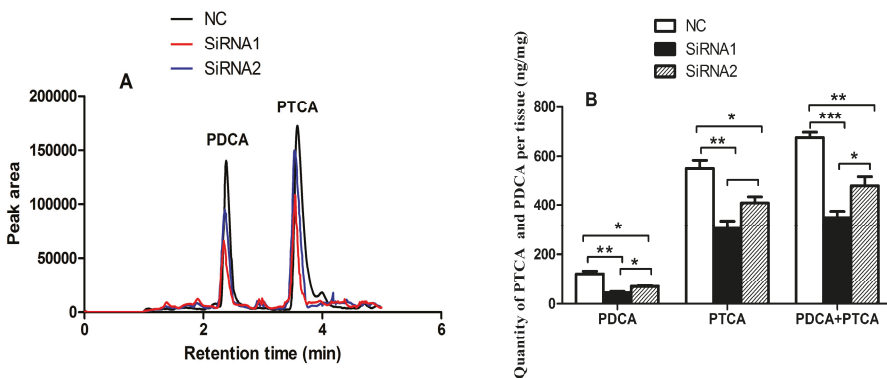 NC
SiRNA1
SiRNA2
A
200000
150000
100000
50000
0
PDCA
PTCA
0 2 4 6
Peak area
Retention time (min)
NC
SiRNA1
SiRNA2
B
800
600
400
200
0
Quantity of PTCA and PDCA per tissue (ng/mg)
* ** *
* **
** *** *
PDCA PTCA PDCA+PTCA